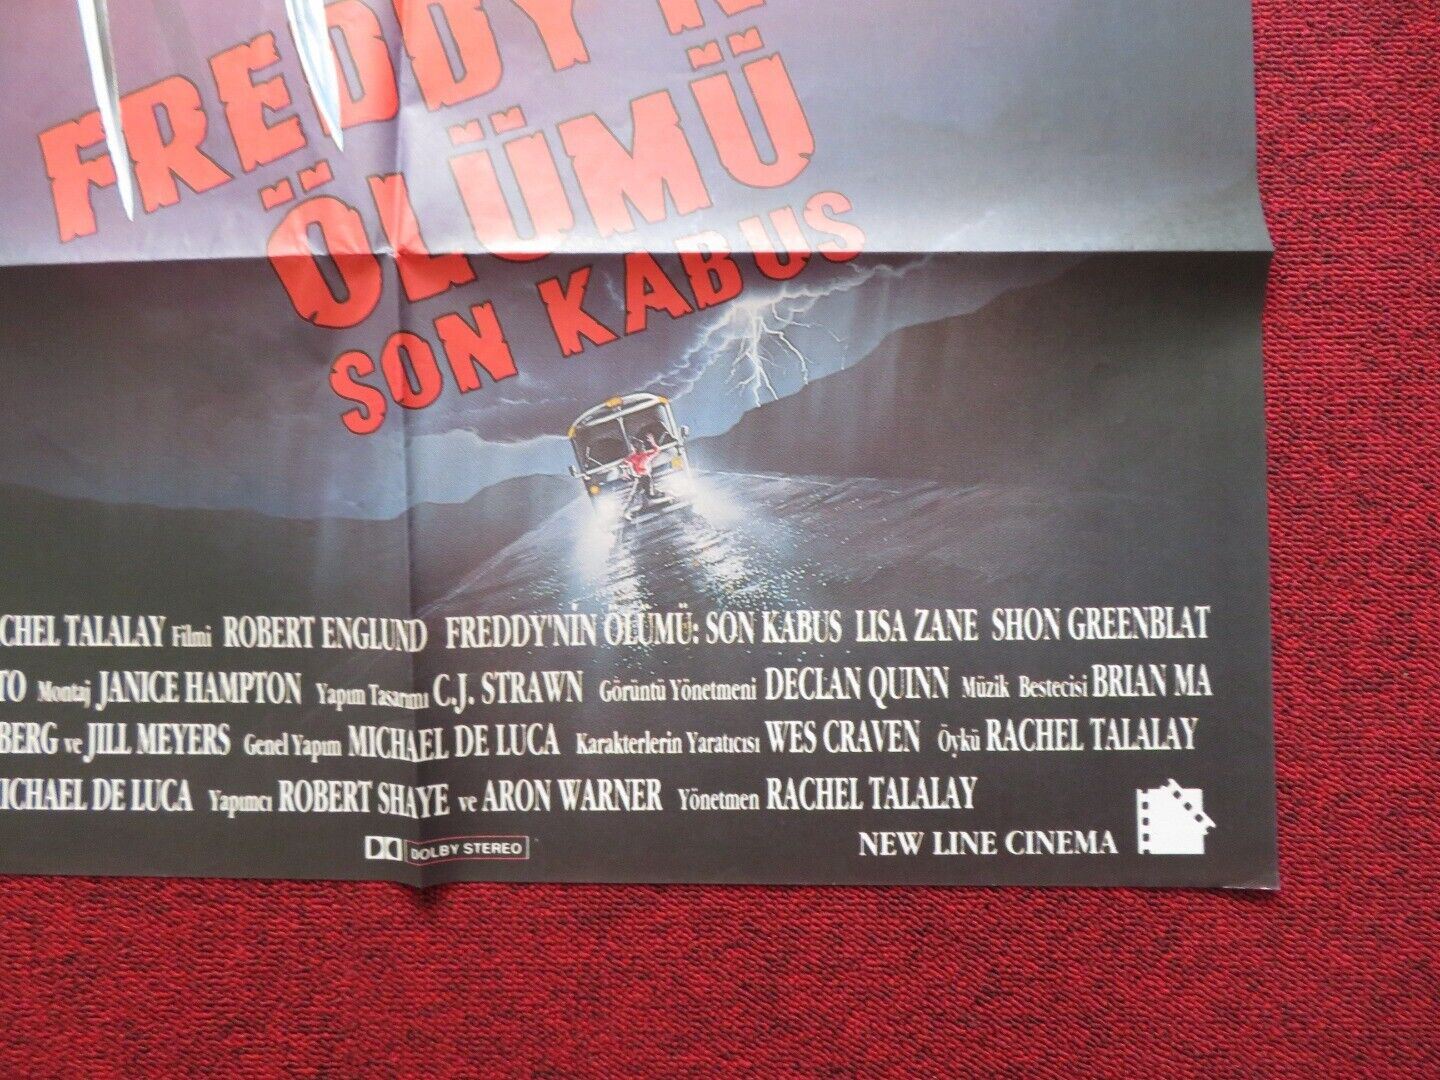 FREDDY'N
ÖLÜMÜ
SON KABUS
CHEL TALALAY Filmi ROBERT ENGLUND FREDDY'NİN ÖLÜMÜ: SON KABUS LISA ZANE SHON GREENBLAT
TO Montaj JANICE HAMPTON Yapım Tasarımı C.J. STRAWN Görüntü Yönetmeni DECLAN QUINN Müzik Bestecisi BRIAN MA
BERG ve JILL MEYERS Genel Yapım MICHAEL DE LUCA Karakterlerin Yaratıcısı WES CRAVEN Öykü RACHEL TALALAY
MICHAEL DE LUCA Yapımcı ROBERT SHAYE ve ARON WARNER Yönetmen RACHEL TALALAY
DOLBY STEREO
NEW LINE CINEMA